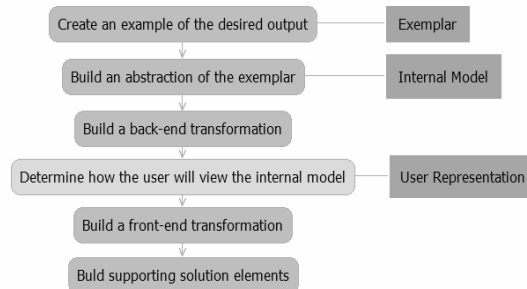 Create an example of the desired output
Exemplar
Build an abstraction of the exemplar
Internal Model
Build a back-end transformation
Determine how the user will view the internal model
User Representation
Build a front-end transformation
Buld supporting solution elements